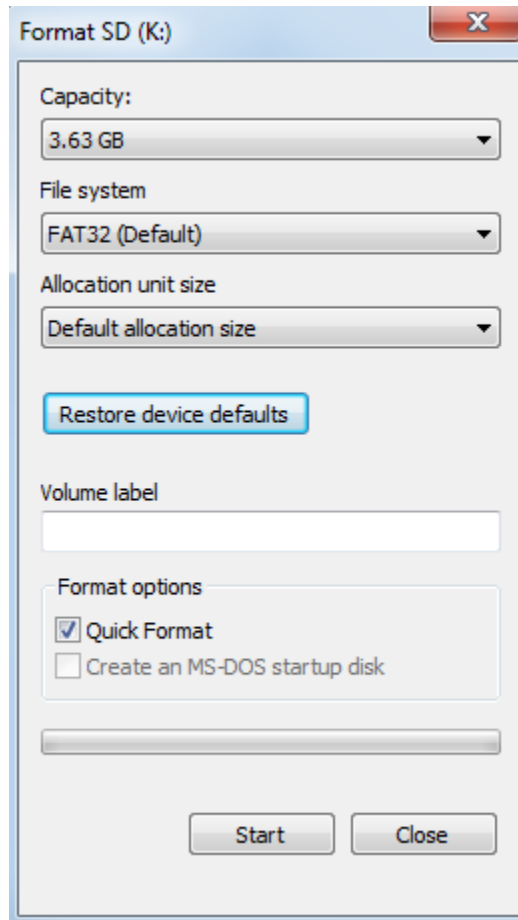 Format SD (K:)
Capacity:
3.63 GB
File system
FAT32 (Default)
Allocation unit size
Default allocation size
Restore device defaults
Volume label
Format options
Quick Format
Create an MS-DOS startup disk
Start Close